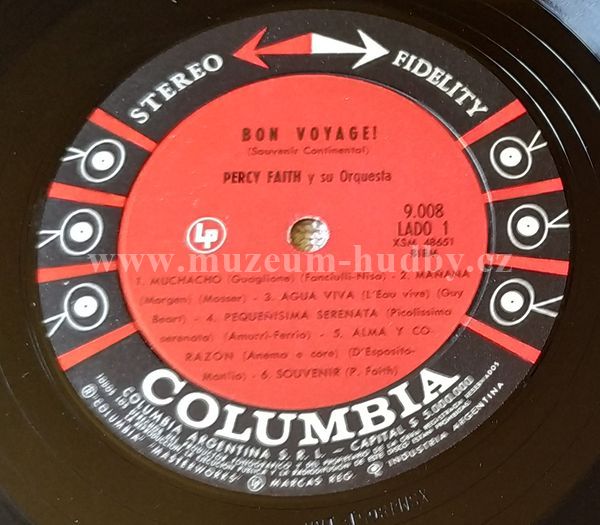 STEREO FIDELITY
BON VOYAGE!
(Souvenir Continental)
PERCY FAITH y su Orquesta
9.008
LADO 1
XSM 48651
BIEM
LP
www.muzeum-hudby.cz
1. MUCHACHO (Guaglione) (Fanciulli-Nisa) - 2. MAÑANA
(Morgen) (Mosser) - 3. AGUA VIVA (L'Eau vive) (Guy
Beart) - 4. PEQUEÑISIMA SERENATA (Picolissima
serenata) (Amurri-Ferrio) - 5. ALMA Y CO-
RAZON (Anema e core) (D'Esposito-
Manlio) - 6. SOUVENIR (P. Faith)
COLUMBIA
COLUMBIA ARGENTINA S.R.L. - CAPITAL $ 5.000.000
"COLUMBIA" "MASTERWORKS" MARCAS REG. INDUSTRIA ARGENTINA